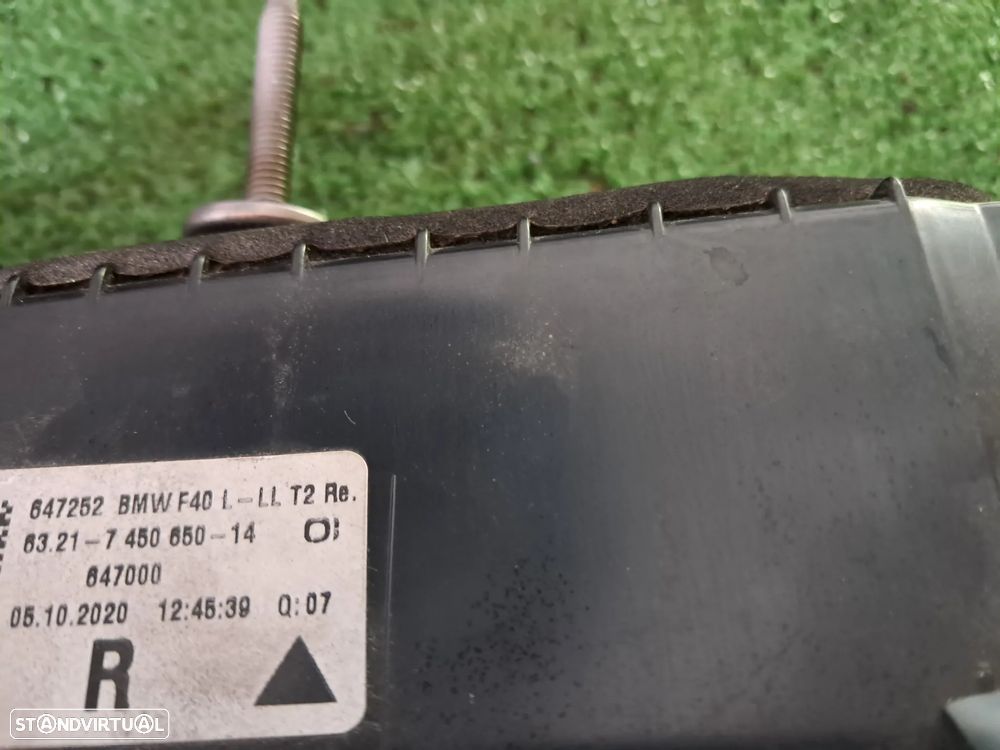 647252 BMW F40 L-LL T2 Re.
63.21-7 450 650-14
647000
05.10.2020 12:45:39 Q:07
R
STANDVIRTUAL